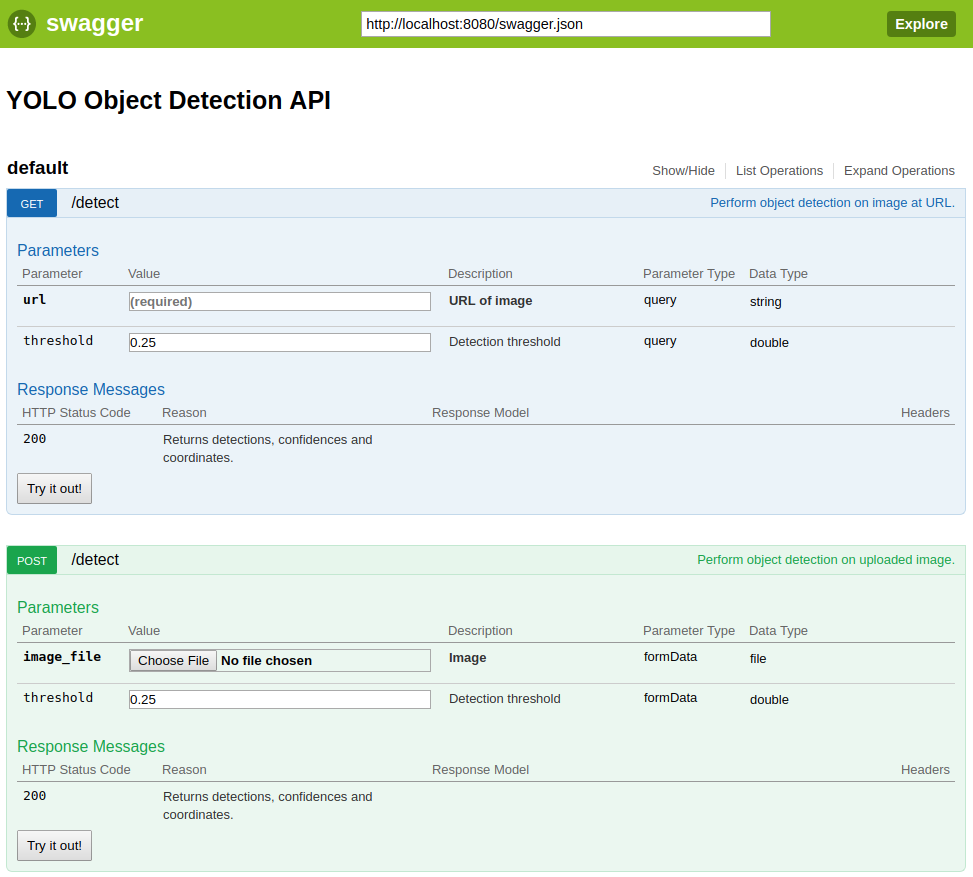 {···} swagger http://localhost:8080/swagger.json Explore
YOLO Object Detection API
default Show/Hide List Operations Expand Operations
GET /detect Perform object detection on image at URL.
Parameters
Parameter Value Description Parameter Type Data Type
url (required) URL of image query string
threshold 0.25 Detection threshold query double
Response Messages
HTTP Status Code Reason Response Model Headers
200 Returns detections, confidences and
coordinates.
Try it out!
POST /detect Perform object detection on uploaded image.
Parameters
Parameter Value Description Parameter Type Data Type
image_file Choose File No file chosen Image formData file
threshold 0.25 Detection threshold formData double
Response Messages
HTTP Status Code Reason Response Model Headers
200 Returns detections, confidences and
coordinates.
Try it out!